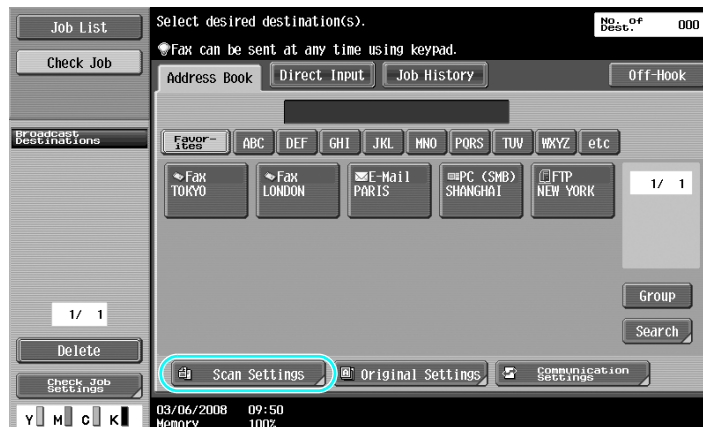 Job List
Check Job
Select desired destination(s).
No. of Dest. 000
Fax can be sent at any time using keypad.
Address Book
Direct Input
Job History
Off-Hook
Broadcast
Destinations
Favor-
ites
ABC
DEF
GHI
JKL
MNO
PQRS
TUV
WXYZ
etc
Fax
TOKYO
Fax
LONDON
E-Mail
PARIS
PC (SMB)
SHANGHAI
FTP
NEW YORK
1/ 1
Group
Search
1/ 1
Delete
Check Job
Settings
Scan Settings
Original Settings
Communication
Settings
Y M C K
03/06/2008 09:50
Memory 100%